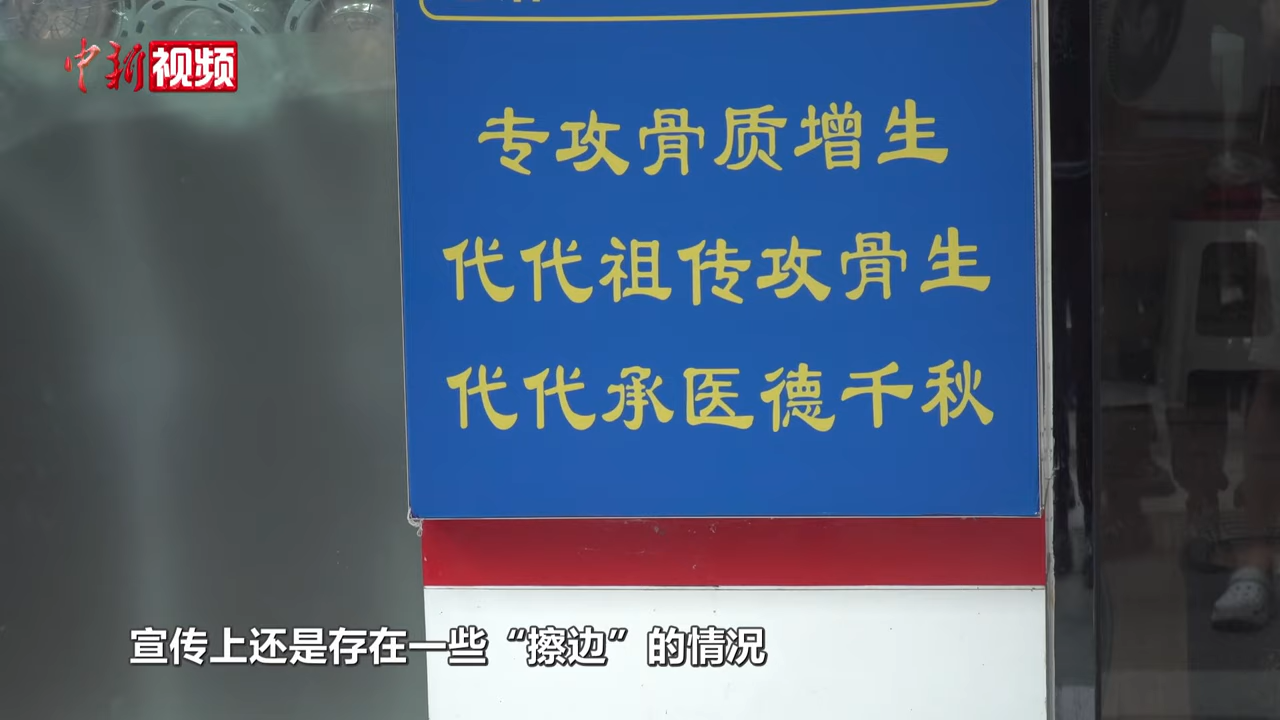 中新视频
专攻骨质增生
代代祖传攻骨生
代代承医德千秋
宣传上还是存在一些“擦边”的情况